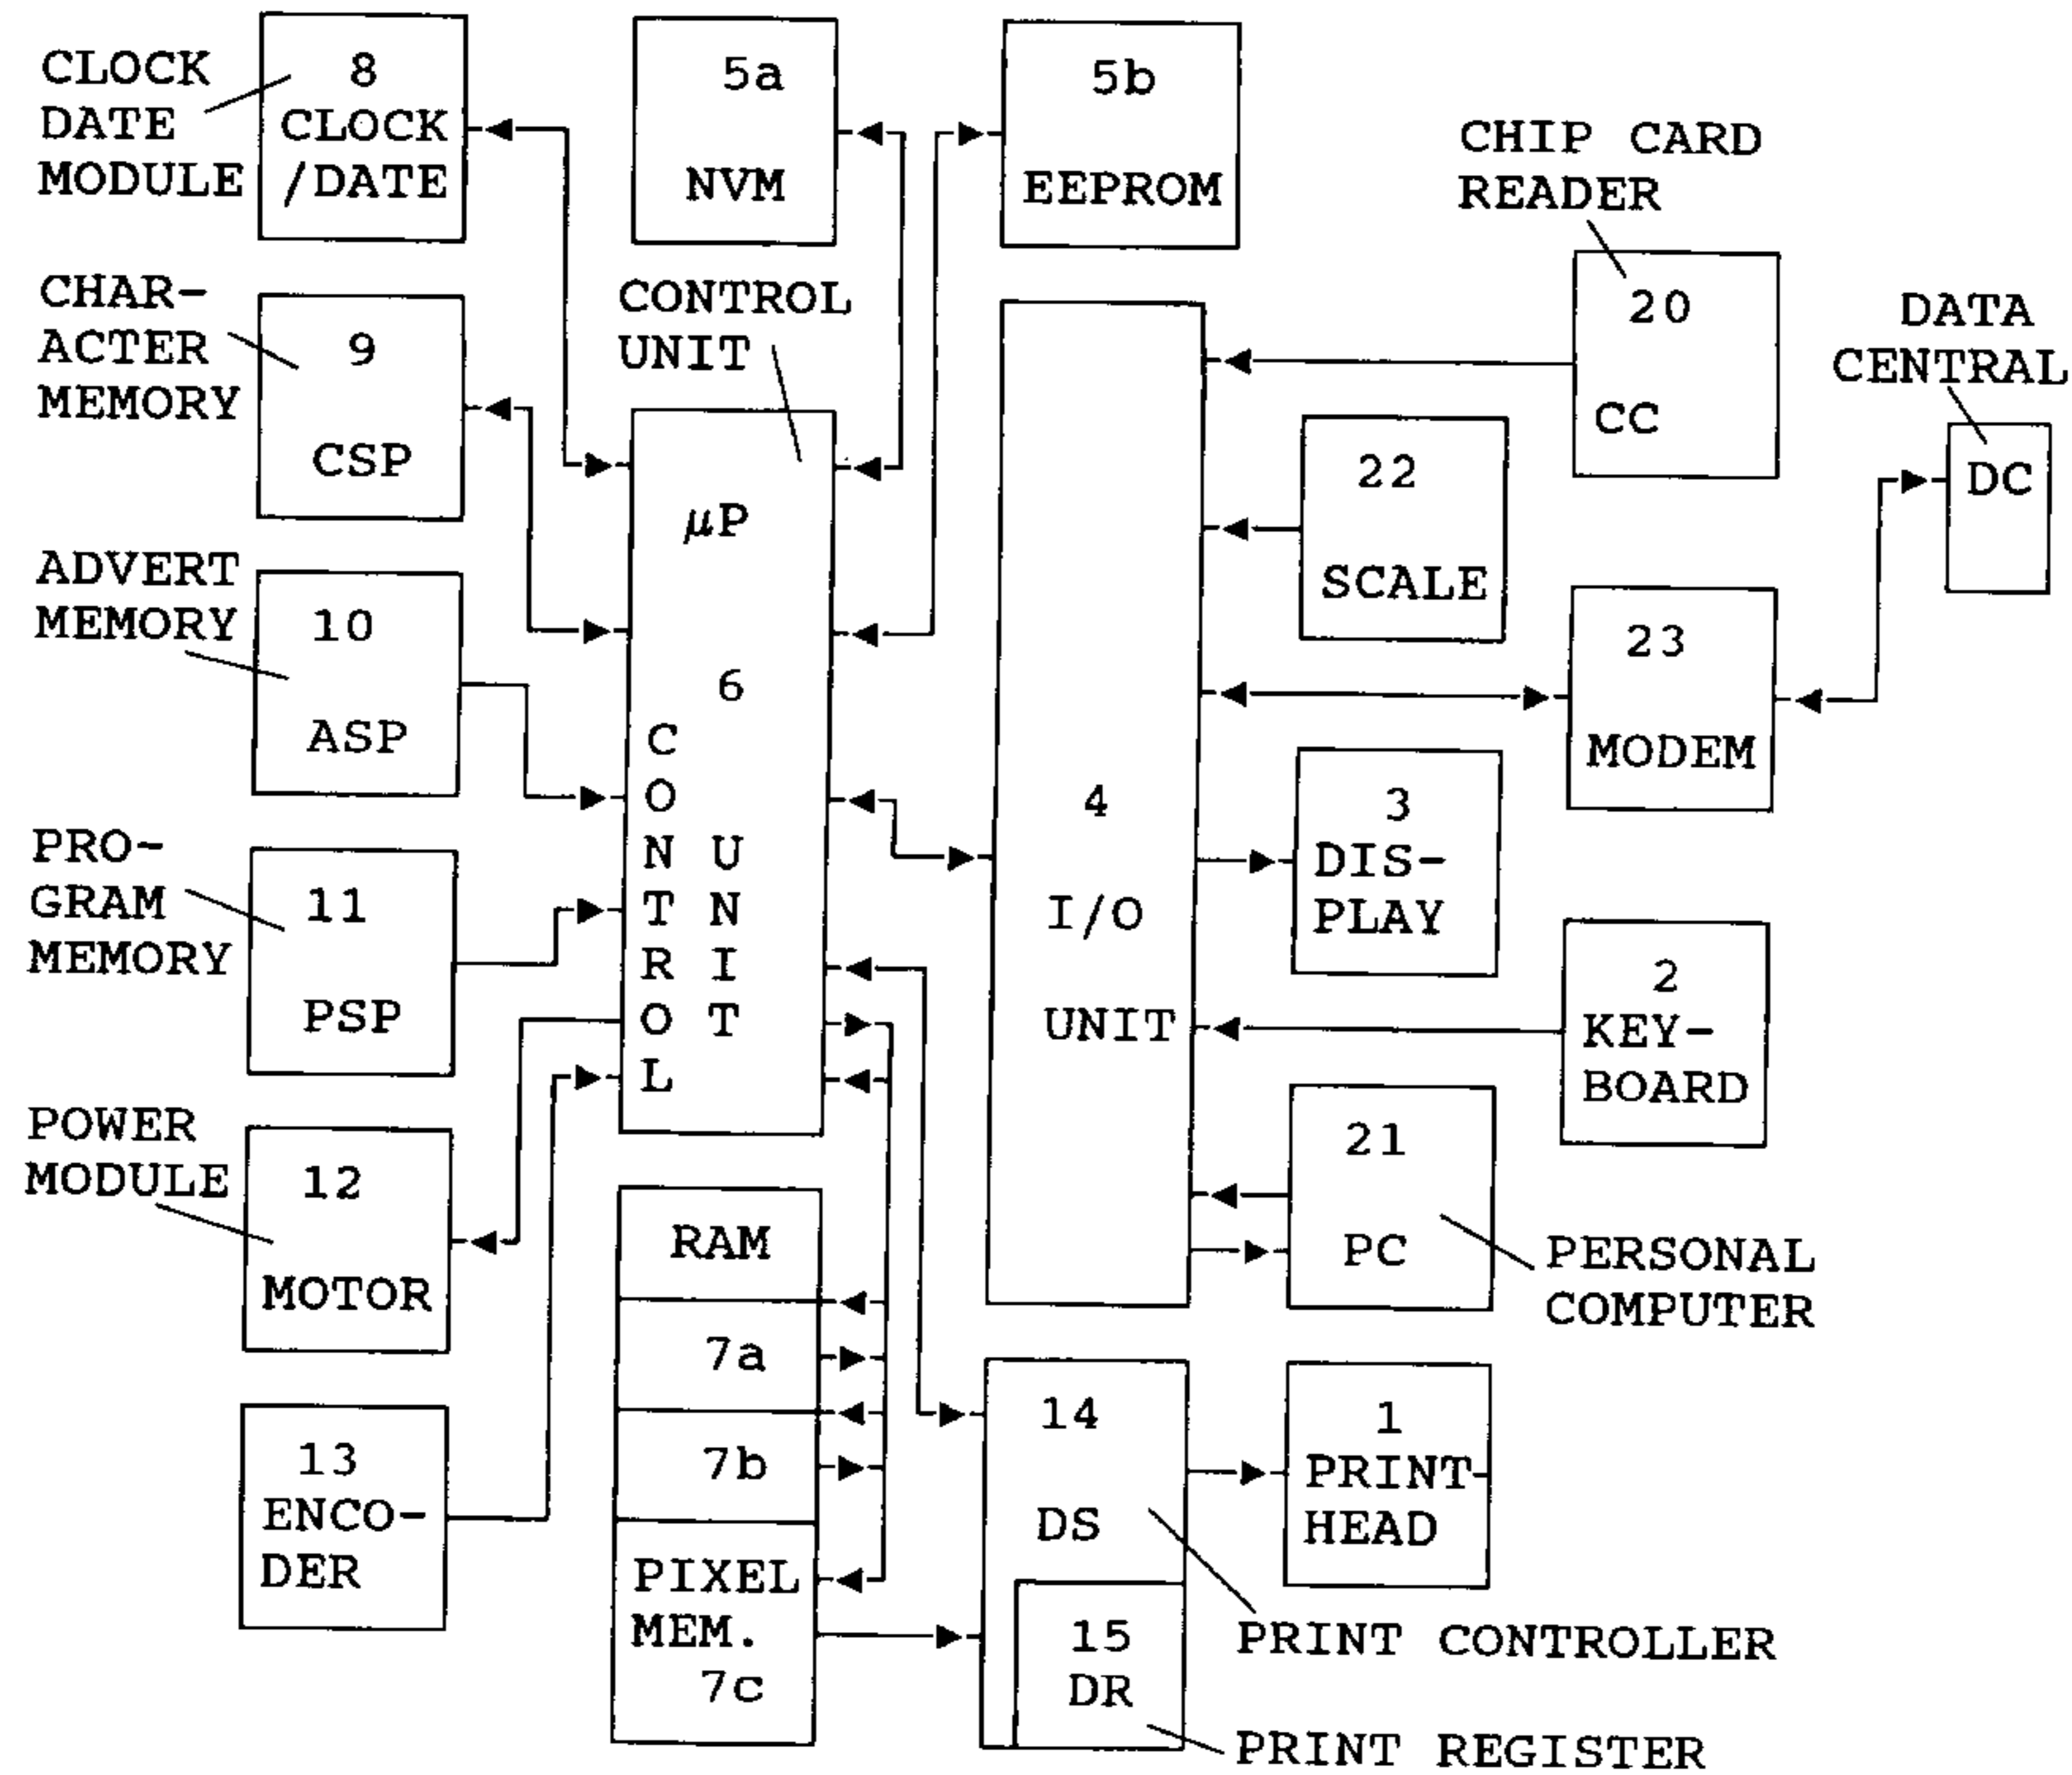 CLOCK
DATE
MODULE
8
CLOCK
/DATE
5a
NVM
5b
EEPROM
CHIP CARD
READER
20
CC
DATA
CENTRAL
DC
CHAR-
ACTER
MEMORY
9
CSP
CONTROL
UNIT
μP
6
CONTROL
UNIT
22
SCALE
23
MODEM
ADVERT
MEMORY
10
ASP
4
I/O
UNIT
3
DIS-
PLAY
PRO-
GRAM
MEMORY
11
PSP
2
KEY-
BOARD
POWER
MODULE
12
MOTOR
21
PC
PERSONAL
COMPUTER
RAM
7a
7b
PIXEL
MEM.
7c
13
ENCO-
DER
14
DS
15
DR
1
PRINT-
HEAD
PRINT CONTROLLER
PRINT REGISTER